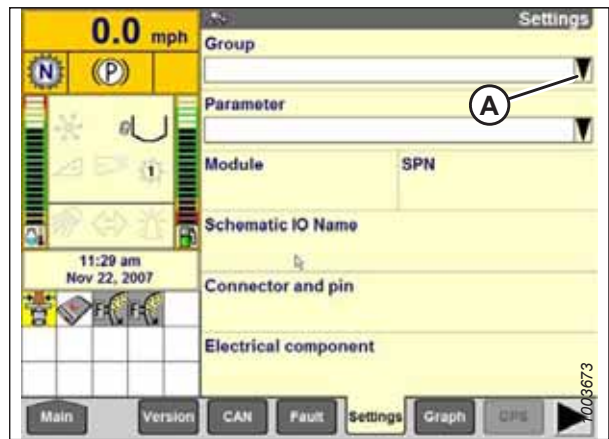 0.0 mph
Settings
Group
N
P
A
Parameter
1
Module
SPN
Schematic IO Name
11:29 am
Nov 22, 2007
Connector and pin
Electrical component
Main
Version
CAN
Fault
Settings
Graph
GPS
1003673